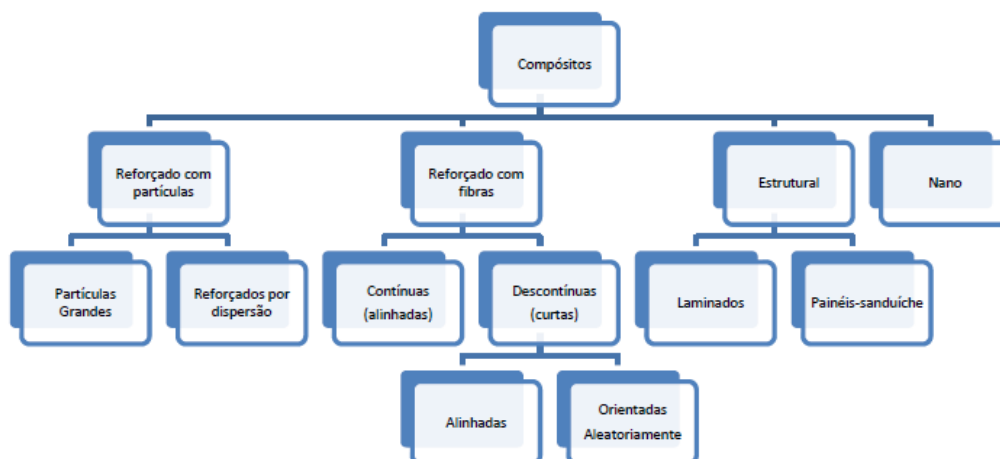 Compósitos
Reforçado com
partículas
Reforçado com
fibras
Estrutural
Nano
Partículas
Grandes
Reforçados por
dispersão
Contínuas
(alinhadas)
Descontínuas
(curtas)
Laminados
Painéis-sanduíche
Alinhadas
Orientadas
Aleatoriamente